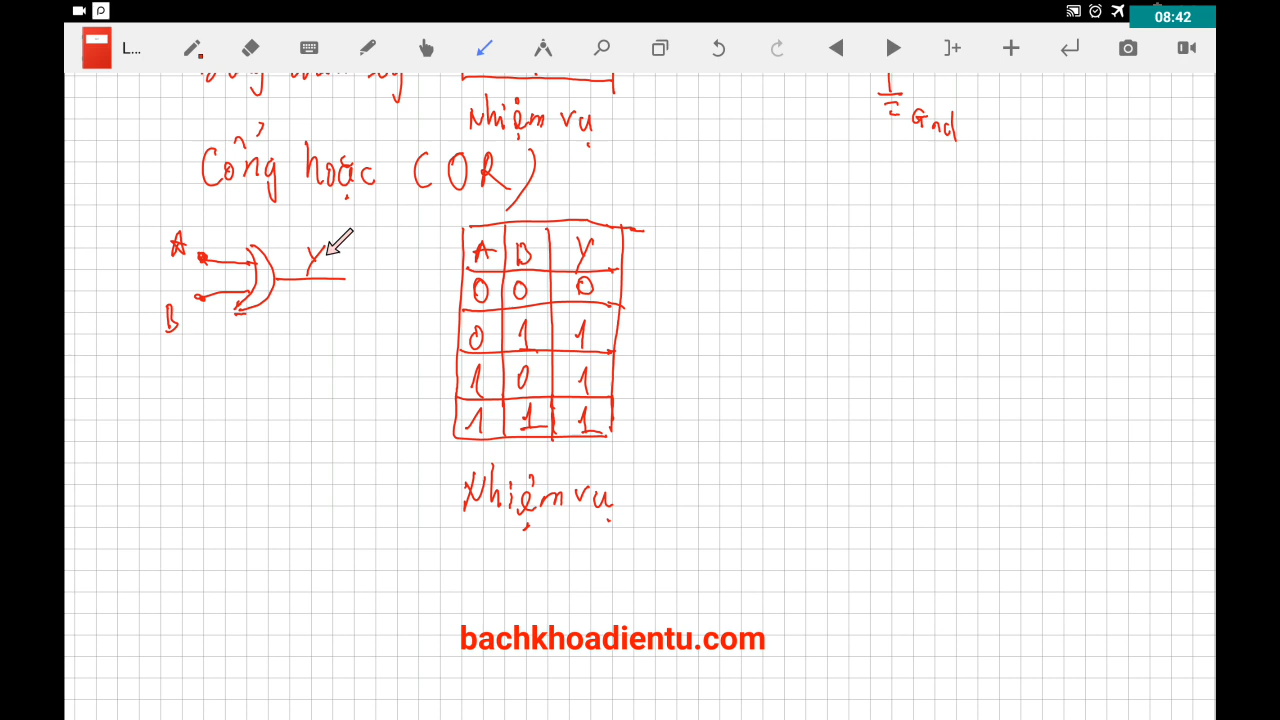 08:42
L...
Nhiệm vụ
Gnd
Cổng hoặc (OR)
A
B
Y
A B Y
0 0 0
0 1 1
1 0 1
1 1 1
Nhiệm vụ
bachkhoadientu.com